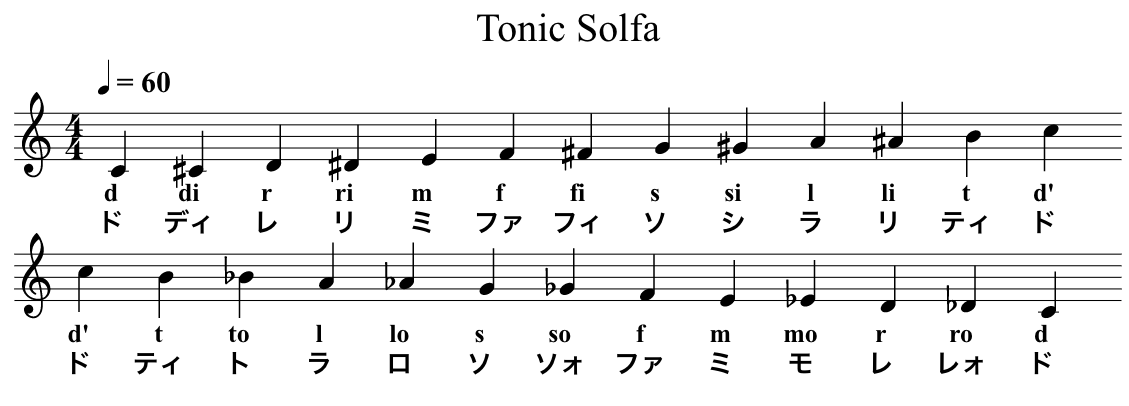 Tonic Solfa
= 60
4
4
d di r ri m f fi s si l li t d'
ド ディ レ リ ミ ファ フィ ソ シ ラ リ ティ ド
d' t to l lo s so f m mo r ro d
ド ティ ト ラ ロ ソ ソォ ファ ミ モ レ レォ ド